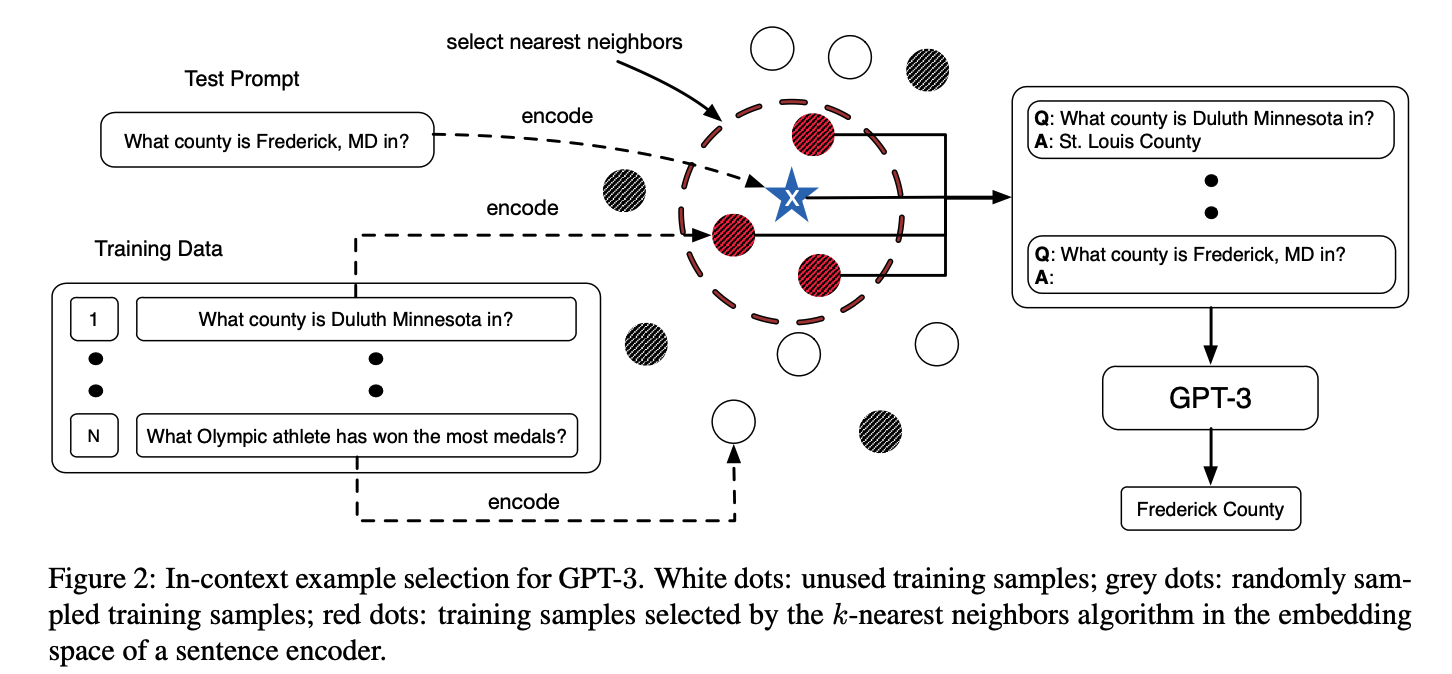 select nearest neighbors
Test Prompt
encode
What county is Frederick, MD in?
X
encode
Training Data
1
What county is Duluth Minnesota in?
N
What Olympic athlete has won the most medals?
encode
Q: What county is Duluth Minnesota in?
A: St. Louis County
Q: What county is Frederick, MD in?
A:
GPT-3
Frederick County
Figure 2: In-context example selection for GPT-3. White dots: unused training samples; grey dots: randomly sam-
pled training samples; red dots: training samples selected by the k-nearest neighbors algorithm in the embedding
space of a sentence encoder.